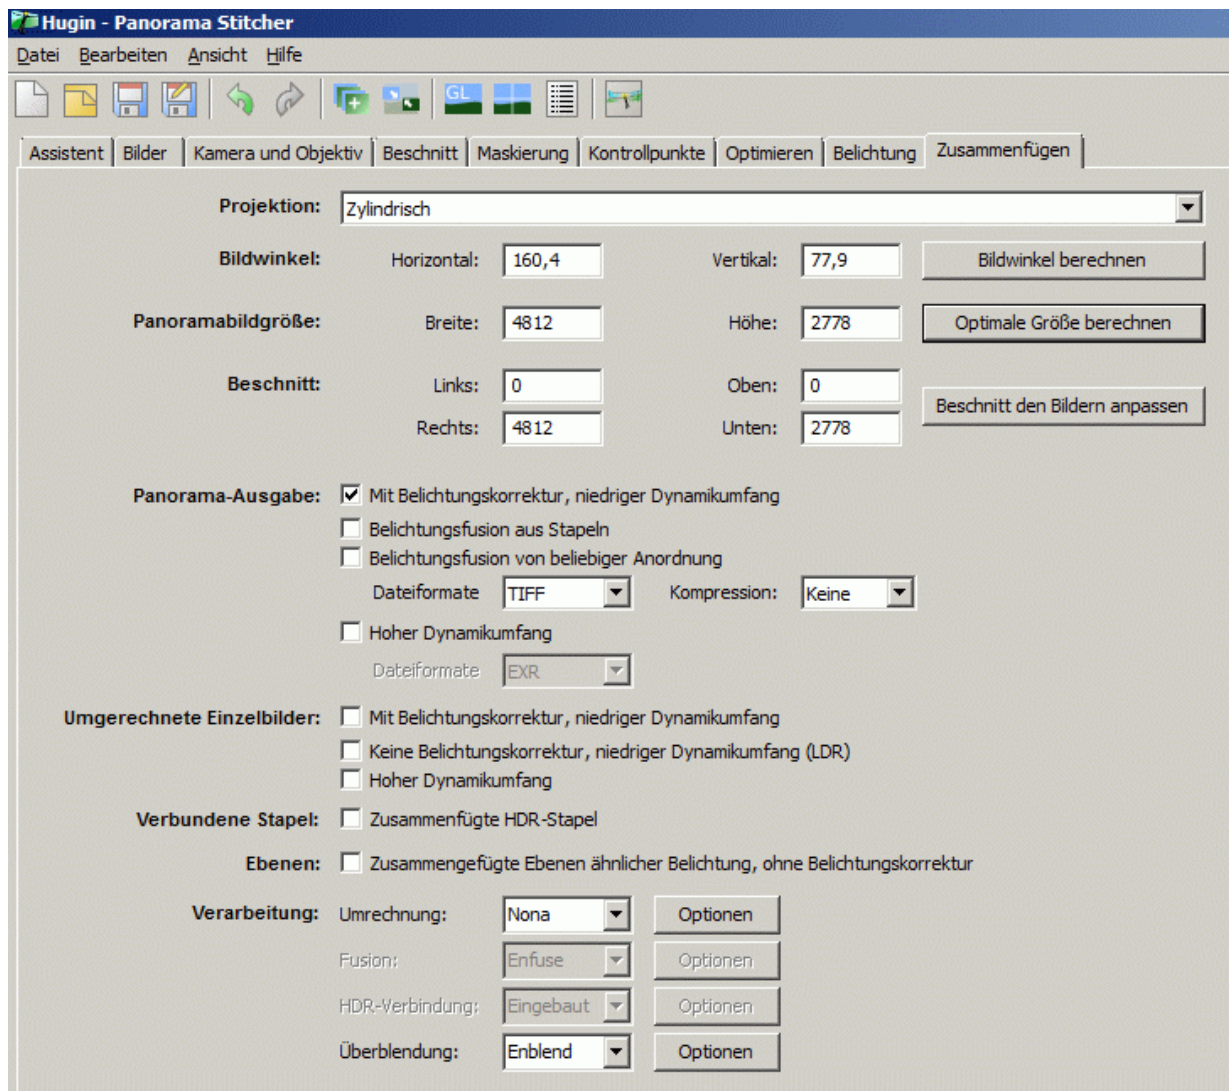 Hugin - Panorama Stitcher
Datei Bearbeiten Ansicht Hilfe
GL
Assistent Bilder Kamera und Objektiv Beschnitt Maskierung Kontrollpunkte Optimieren Belichtung Zusammenfügen
Projektion: Zylindrisch
Bildwinkel: Horizontal: 160,4 Vertikal: 77,9 Bildwinkel berechnen
Panoramabildgröße: Breite: 4812 Höhe: 2778 Optimale Größe berechnen
Beschnitt: Links: 0 Oben: 0
Beschnitt den Bildern anpassen
Rechts: 4812 Unten: 2778
Panorama-Ausgabe: Mit Belichtungskorrektur, niedriger Dynamikumfang
Belichtungsfusion aus Stapeln
Belichtungsfusion von beliebiger Anordnung
Dateiformate TIFF Kompression: Keine
Hoher Dynamikumfang
Dateiformate EXR
Umgerechnete Einzelbilder: Mit Belichtungskorrektur, niedriger Dynamikumfang
Keine Belichtungskorrektur, niedriger Dynamikumfang (LDR)
Hoher Dynamikumfang
Verbundene Stapel: Zusammenfügte HDR-Stapel
Ebenen: Zusammengefügte Ebenen ähnlicher Belichtung, ohne Belichtungskorrektur
Verarbeitung: Umrechnung: Nona Optionen
Fusion: Enfuse Optionen
HDR-Verbindung: Eingebaut Optionen
Überblendung: Enblend Optionen